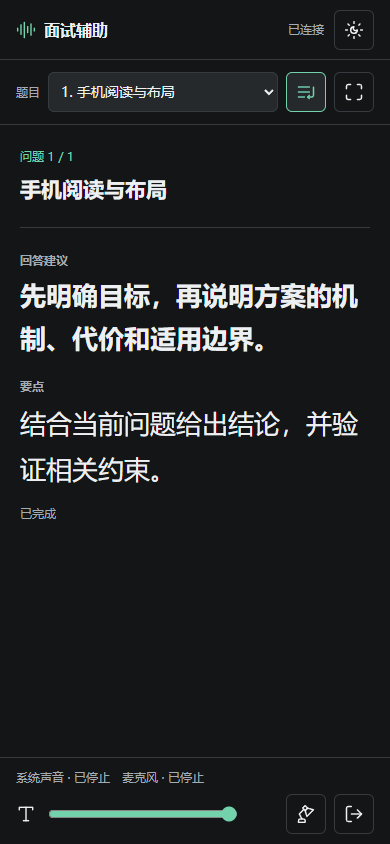 面试辅助
已连接
题目
1. 手机阅读与布局
问题 1 / 1
手机阅读与布局
回答建议
先明确目标，再说明方案的机
制、代价和适用边界。
要点
结合当前问题给出结论，并验
证相关约束。
已完成
系统声音 · 已停止 麦克风 · 已停止